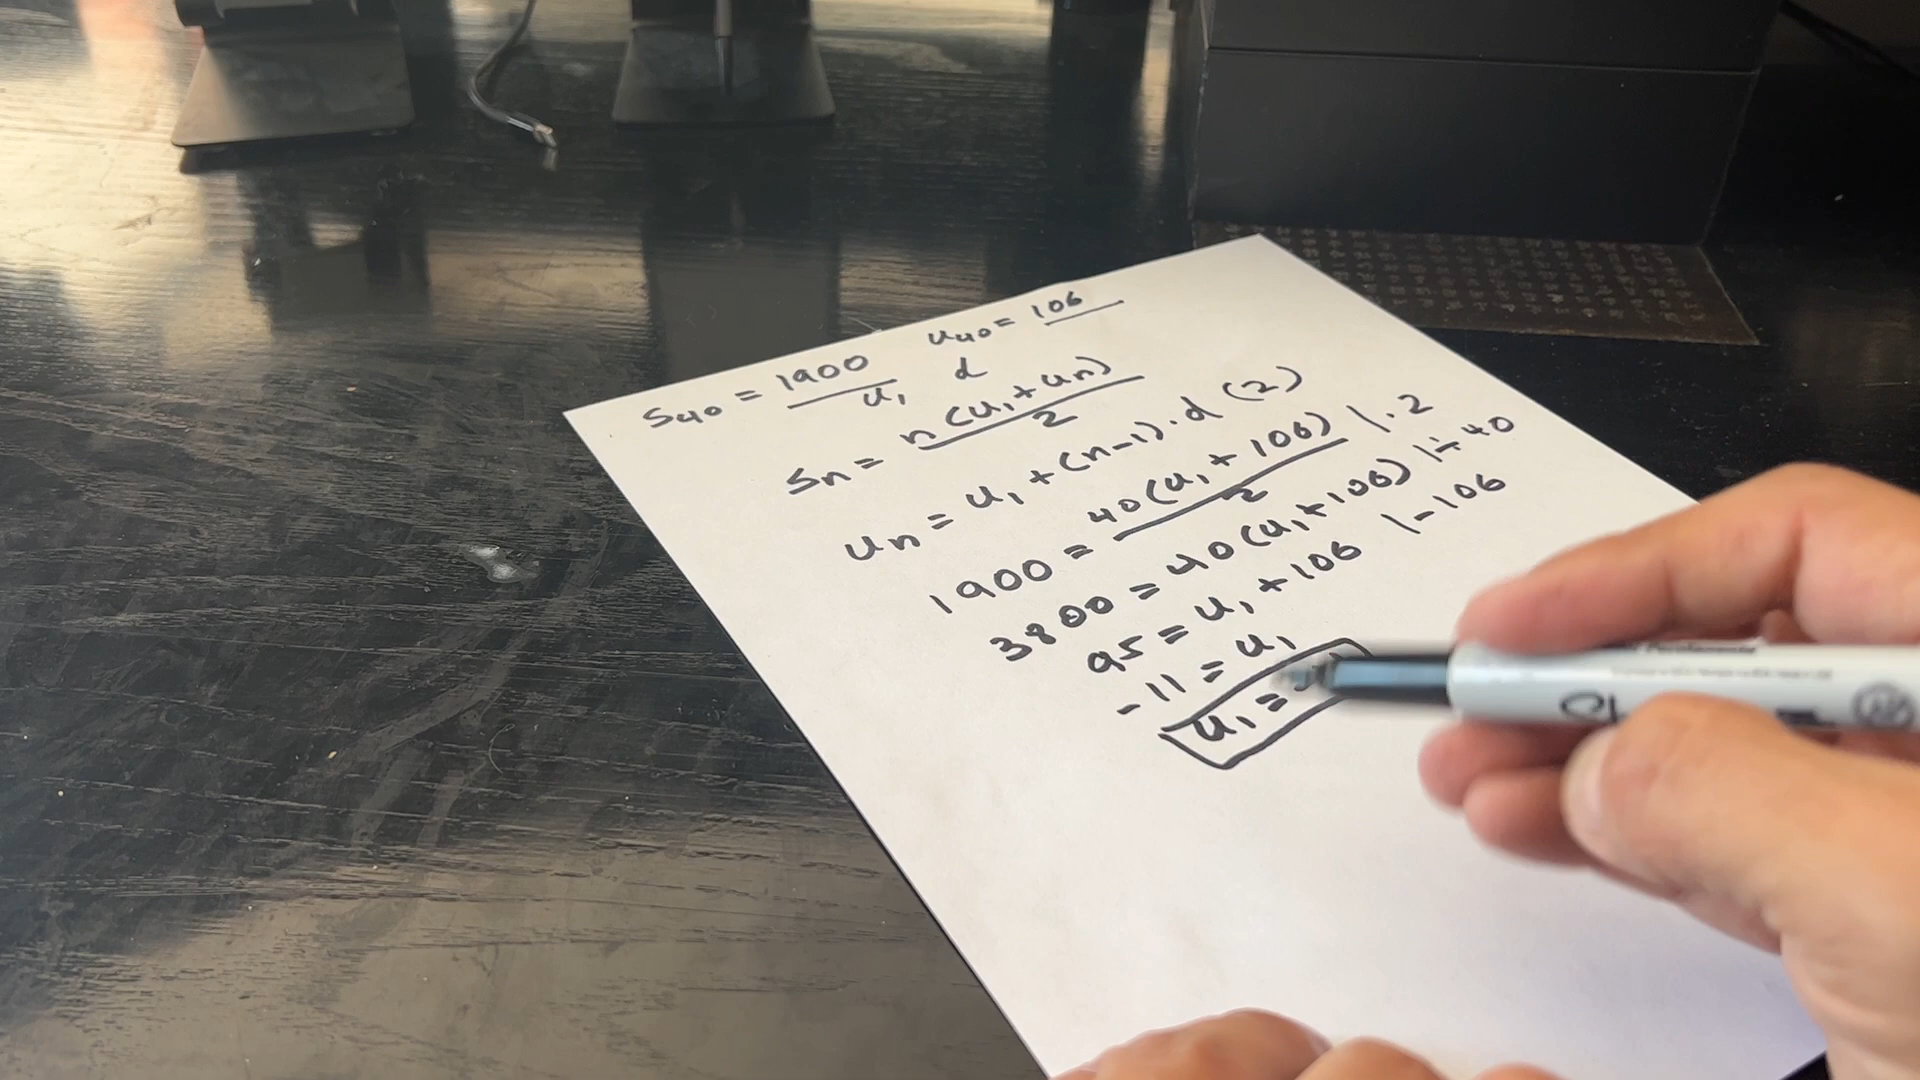 S40 = 1900 u40 = 106
u1 d
Sn = n(u1+un) / 2
un = u1 + (n-1)·d (2)
1900 = 40(u1 + 106) / 2 |·2
3800 = 40(u1+106) |÷40
95 = u1 + 106 |-106
-11 = u1
u1 =